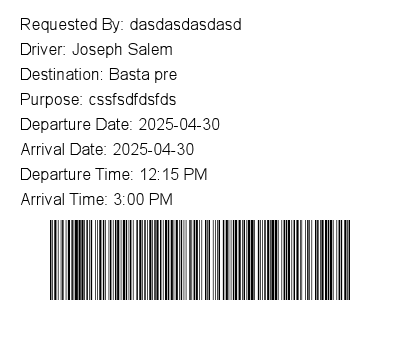 Requested By: dasdasdasdasd
Driver: Joseph Salem
Destination: Basta pre
Purpose: cssfsdfdsfds
Departure Date: 2025-04-30
Arrival Date: 2025-04-30
Departure Time: 12:15 PM
Arrival Time: 3:00 PM